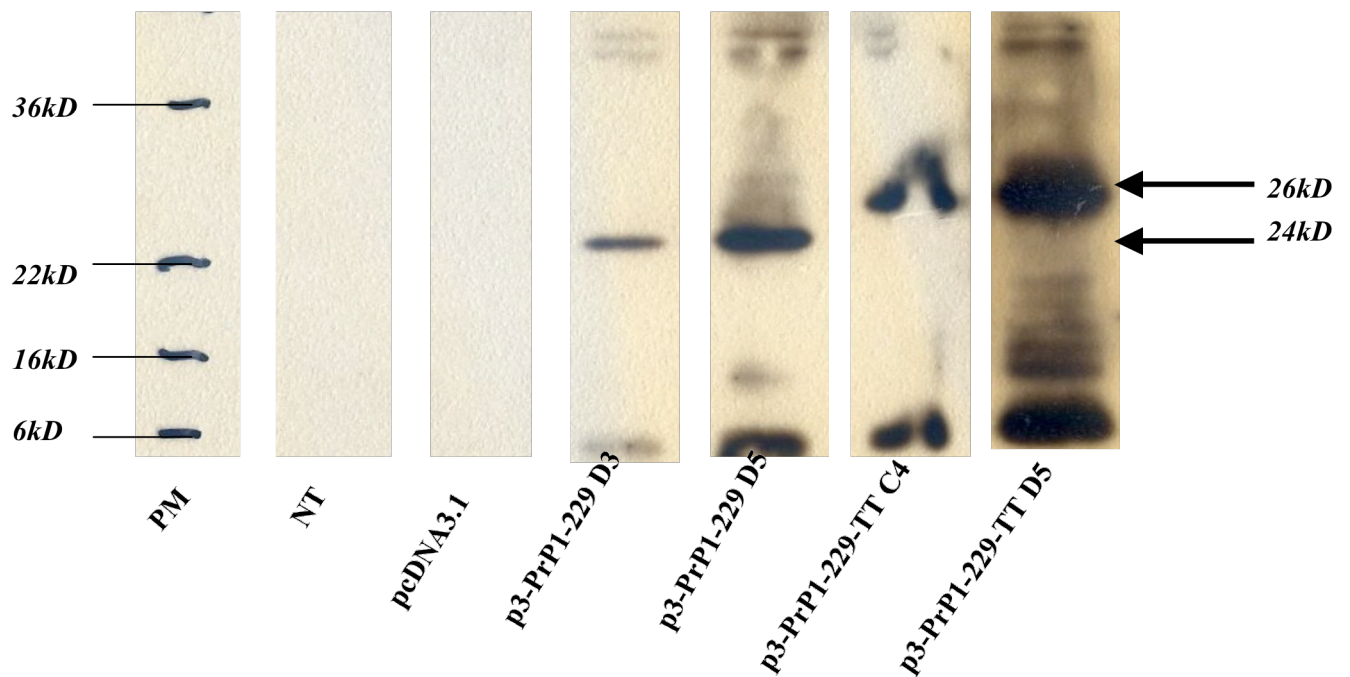 36kD
22kD
16kD
6kD
26kD
24kD
PM
NT
pcDNA3.1
p3-PrP1-229 D3
p3-PrP1-229 D5
p3-PrP1-229-TT C4
p3-PrP1-229-TT D5